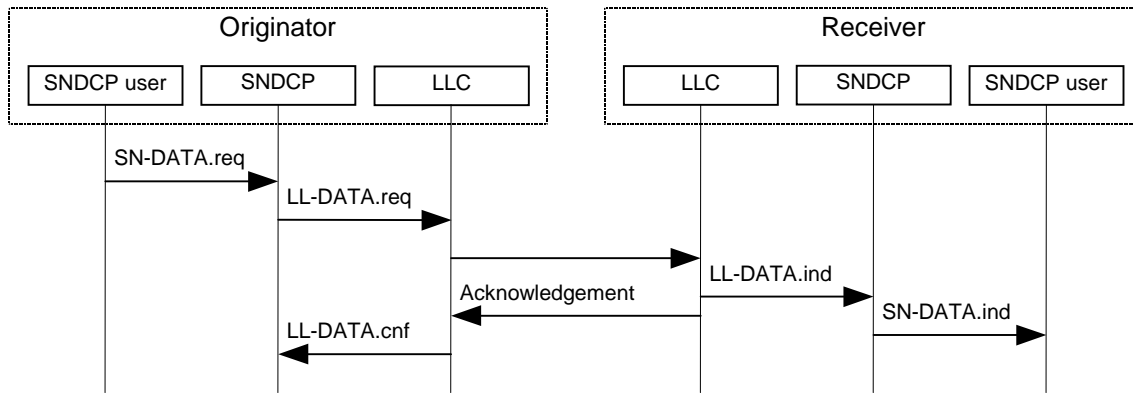 Originator
Receiver
SNDCP user
SNDCP
LLC
LLC
SNDCP
SNDCP user
SN-DATA.req
LL-DATA.req
LL-DATA.ind
Acknowledgement
SN-DATA.ind
LL-DATA.cnf